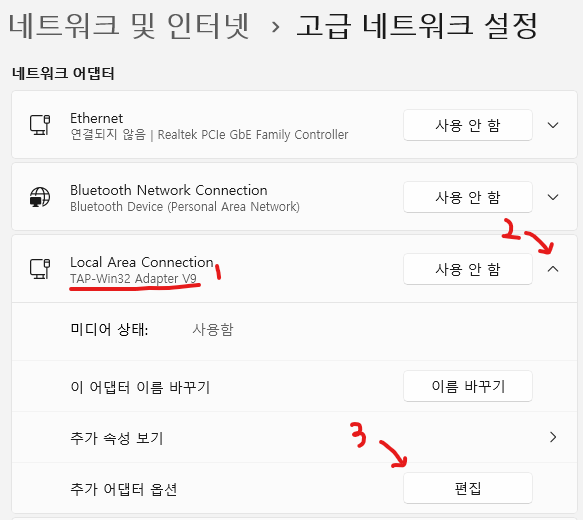 네트워크 및 인터넷 › 고급 네트워크 설정
네트워크 어댑터
Ethernet
연결되지 않음 | Realtek PCIe GbE Family Controller
사용 안 함
Bluetooth Network Connection
Bluetooth Device (Personal Area Network)
사용 안 함
2
Local Area Connection
TAP-Win32 Adapter V9
1
사용 안 함
미디어 상태: 사용함
이 어댑터 이름 바꾸기 이름 바꾸기
추가 속성 보기
3
추가 어댑터 옵션 편집